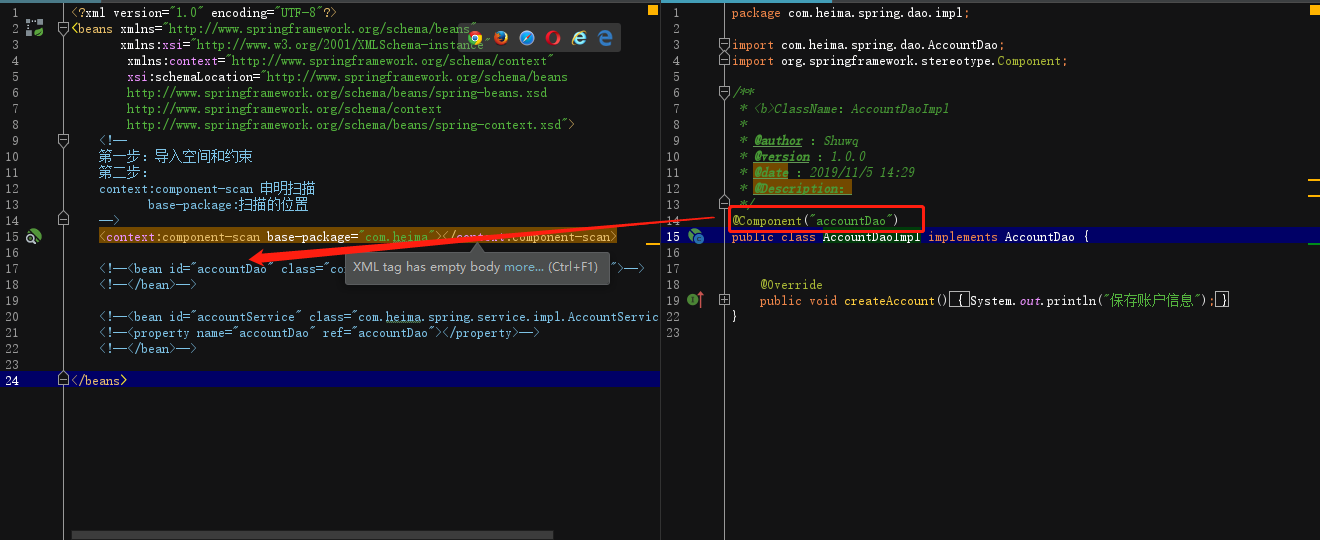 1 <?xml version="1.0" encoding="UTF-8"?>
2 <beans xmlns="http://www.springframework.org/schema/beans"
3 xmlns:xsi="http://www.w3.org/2001/XMLSchema-instance"
4 xmlns:context="http://www.springframework.org/schema/context"
5 xsi:schemaLocation="http://www.springframework.org/schema/beans
6 http://www.springframework.org/schema/beans/spring-beans.xsd
7 http://www.springframework.org/schema/context
8 http://www.springframework.org/schema/beans/spring-context.xsd">
9 <!--
10 第一步：导入空间和约束
11 第二步：
12 context:component-scan 申明扫描
13 base-package:扫描的位置
14 -->
15 <context:component-scan base-package="com.heima"></context:component-scan>
16
17 <!--<bean id="accountDao" class="com ">-->
XML tag has empty body more... (Ctrl+F1)
18 <!--</bean>-->
19
20 <!--<bean id="accountService" class="com.heima.spring.service.impl.AccountServic
21 <!--<property name="accountDao" ref="accountDao"></property>-->
22 <!--</bean>-->
23
24 </beans>
1 package com.heima.spring.dao.impl;
2
3 import com.heima.spring.dao.AccountDao;
4 import org.springframework.stereotype.Component;
5
6 /**
7 * <b>ClassName: AccountDaoImpl
8 *
9 * @author : Shuwq
10 * @version : 1.0.0
11 * @date : 2019/11/5 14:29
12 * @Description:
13 */
14 @Component("accountDao")
15 public class AccountDaoImpl implements AccountDao {
16
17
18 @Override
19 public void createAccount() { System.out.println("保存账户信息"); }
22 }
23